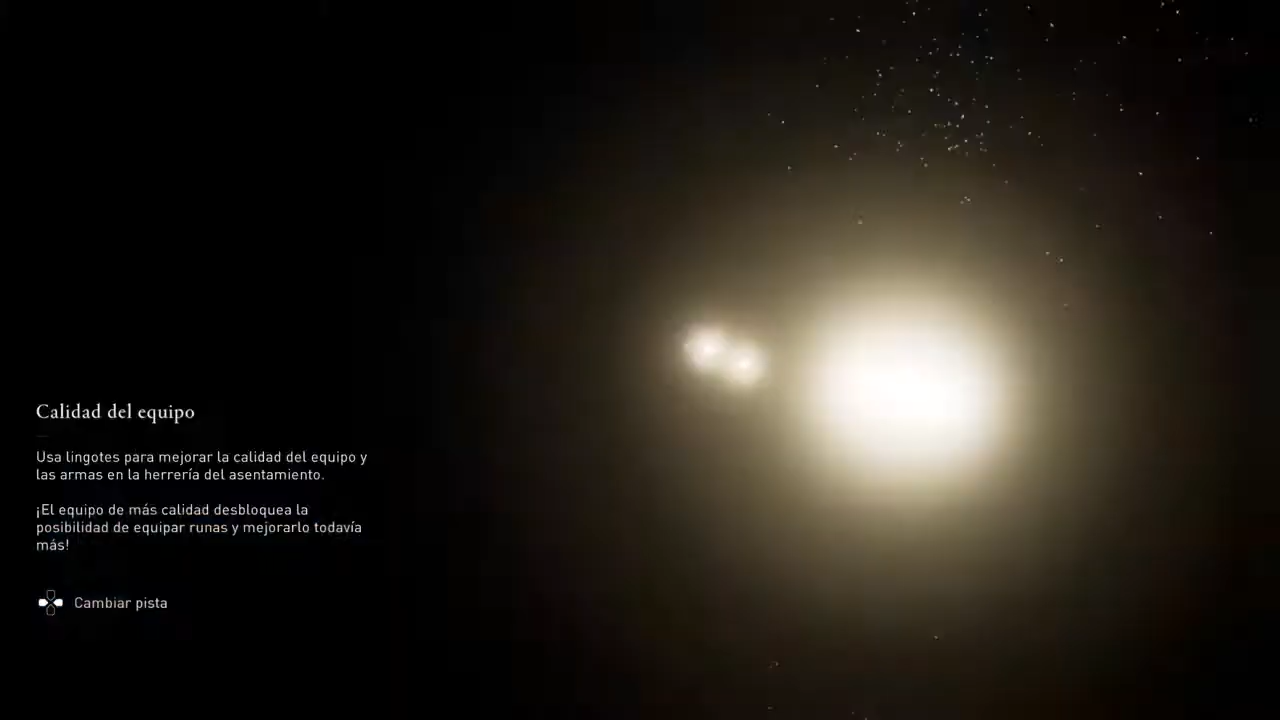 Calidad del equipo
Usa lingotes para mejorar la calidad del equipo y
las armas en la herrería del asentamiento.
¡El equipo de más calidad desbloquea la
posibilidad de equipar runas y mejorarlo todavía
más!
Cambiar pista